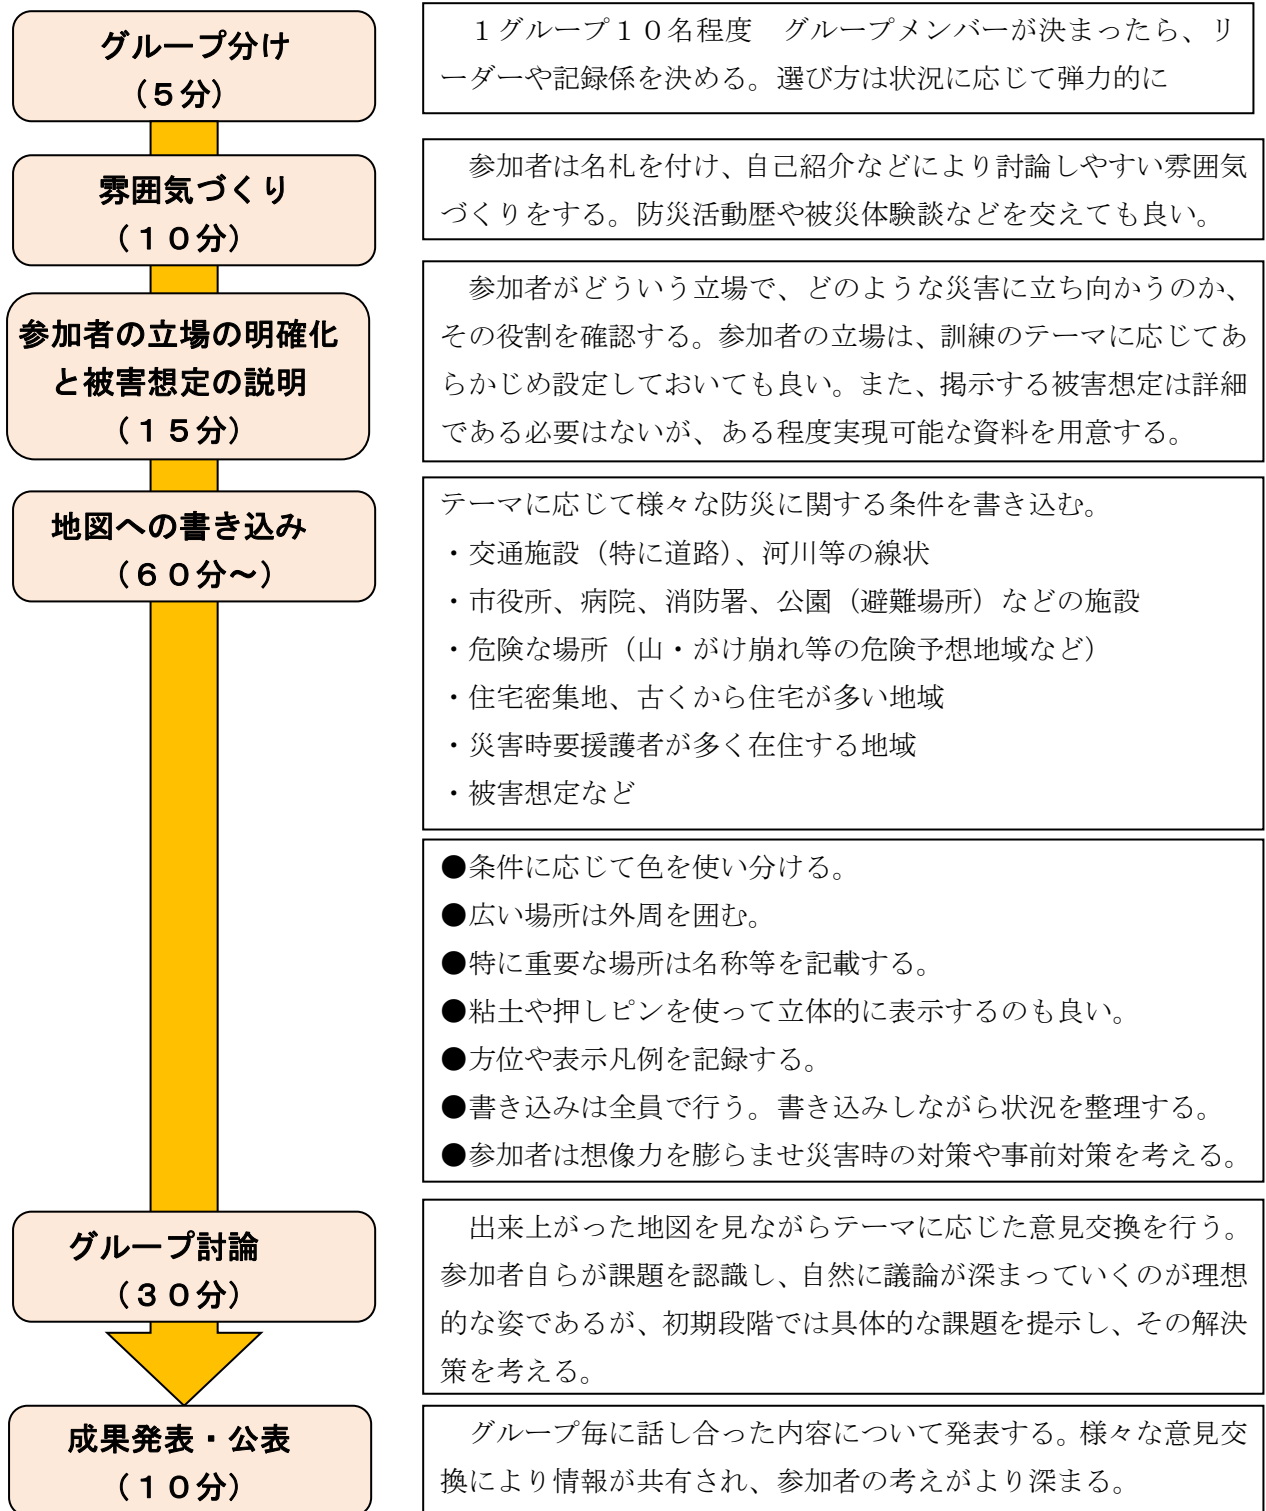 グループ分け
（５分）
１グループ１０名程度　グループメンバーが決まったら、リ
ーダーや記録係を決める。選び方は状況に応じて弾力的に
雰囲気づくり
（１０分）
参加者は名札を付け、自己紹介などにより討論しやすい雰囲気
づくりをする。防災活動歴や被災体験談などを交えても良い。
参加者の立場の明確化
と被害想定の説明
（１５分）
参加者がどういう立場で、どのような災害に立ち向かうのか、
その役割を確認する。参加者の立場は、訓練のテーマに応じてあ
らかじめ設定しておいても良い。また、掲示する被害想定は詳細
である必要はないが、ある程度実現可能な資料を用意する。
地図への書き込み
（６０分～）
テーマに応じて様々な防災に関する条件を書き込む。
・交通施設（特に道路）、河川等の線状
・市役所、病院、消防署、公園（避難場所）などの施設
・危険な場所（山・がけ崩れ等の危険予想地域など）
・住宅密集地、古くから住宅が多い地域
・災害時要援護者が多く在住する地域
・被害想定など
●条件に応じて色を使い分ける。
●広い場所は外周を囲む。
●特に重要な場所は名称等を記載する。
●粘土や押しピンを使って立体的に表示するのも良い。
●方位や表示凡例を記録する。
●書き込みは全員で行う。書き込みしながら状況を整理する。
●参加者は想像力を膨らませ災害時の対策や事前対策を考える。
グループ討論
（３０分）
出来上がった地図を見ながらテーマに応じた意見交換を行う。
参加者自らが課題を認識し、自然に議論が深まっていくのが理想
的な姿であるが、初期段階では具体的な課題を提示し、その解決
策を考える。
成果発表・公表
（１０分）
グループ毎に話し合った内容について発表する。様々な意見交
換により情報が共有され、参加者の考えがより深まる。